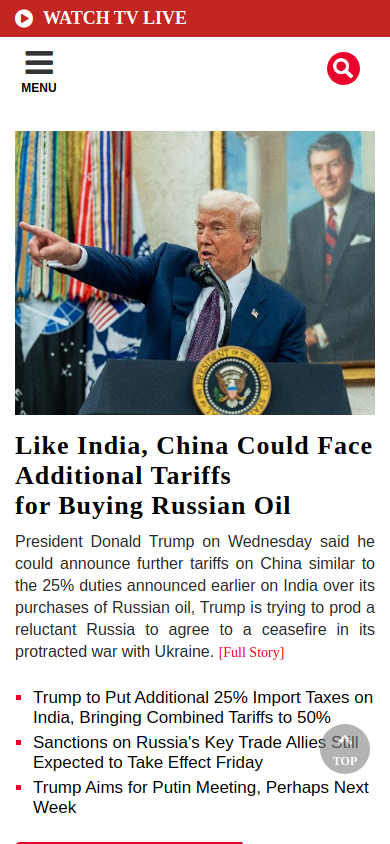 WATCH TV LIVE
MENU
Like India, China Could Face
Additional Tariffs
for Buying Russian Oil
President Donald Trump on Wednesday said he
could announce further tariffs on China similar to
the 25% duties announced earlier on India over its
purchases of Russian oil, Trump is trying to prod a
reluctant Russia to agree to a ceasefire in its
protracted war with Ukraine. [Full Story]
Trump to Put Additional 25% Import Taxes on
India, Bringing Combined Tariffs to 50%
Sanctions on Russia's Key Trade Allies Still
Expected to Take Effect Friday
TOP
Trump Aims for Putin Meeting, Perhaps Next
Week